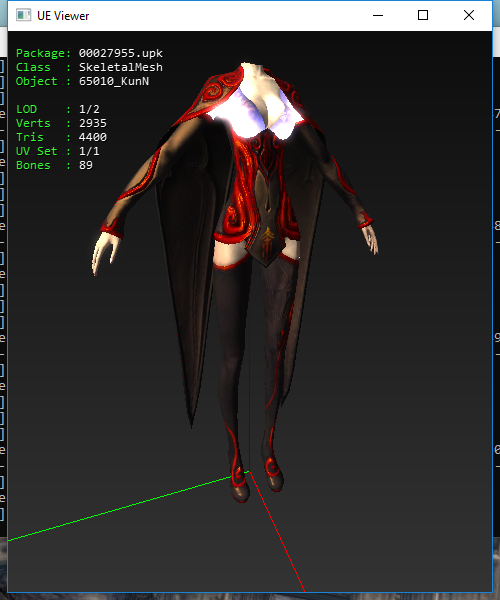 UE Viewer
Package: 00027955.upk
Class : SkeletalMesh
Object : 65010_KunN
LOD : 1/2
Verts : 2935
Tris : 4400
UV Set : 1/1
Bones : 89